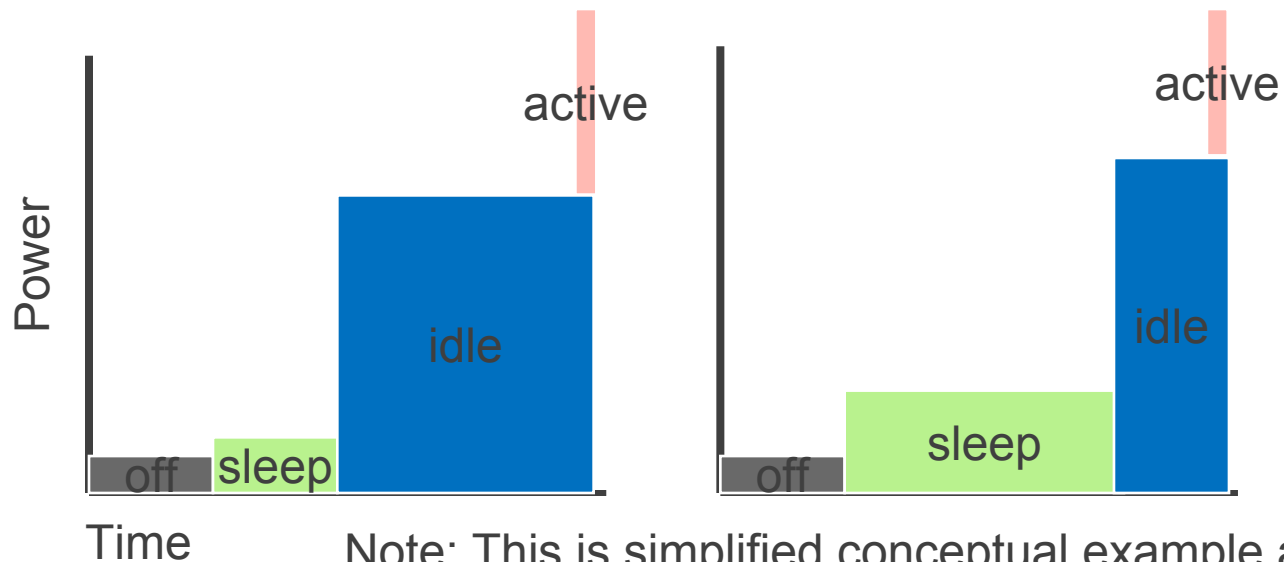 active
active
Power
idle
idle
sleep
sleep
off
off
Time
Note: This is simplified conceptual example a